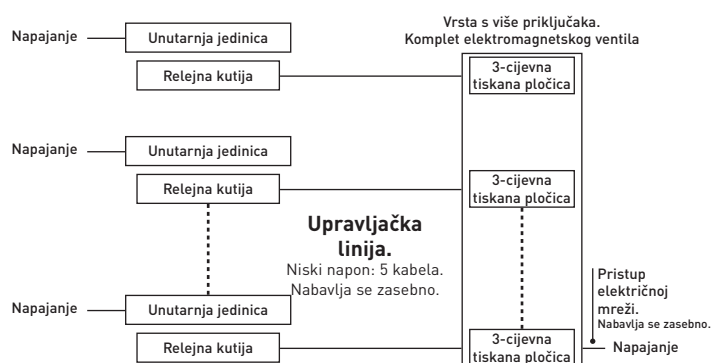 Vrsta s više priključaka.
Komplet elektromagnetskog ventila
Napajanje
Unutarnja jedinica
Relejna kutija
3-cijevna
tiskana pločica
Napajanje
Unutarnja jedinica
Relejna kutija
3-cijevna
tiskana pločica
Upravljačka
linija.
Niski napon: 5 kabela.
Nabavlja se zasebno.
Pristup
električnoj
mreži.
Nabavlja se zasebno.
Napajanje
Unutarnja jedinica
Relejna kutija
3-cijevna
tiskana pločica
Napajanje